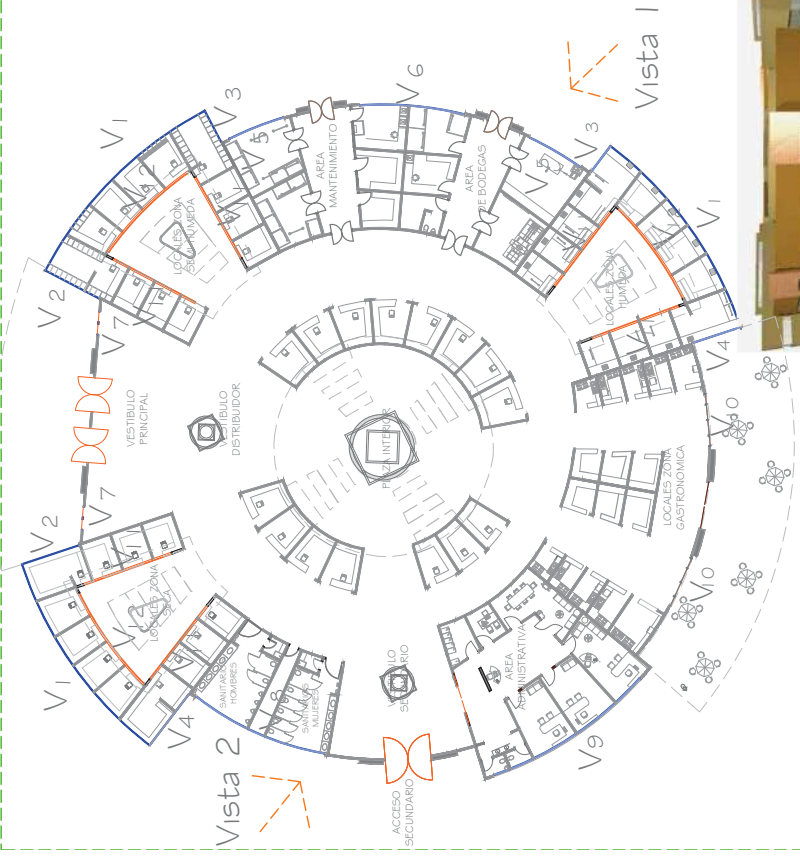 Vista 1
V6
V3
V1
V5
AREA
MANTENIMIENTO
AREA
DE BODEGAS
V3
V5
V1
LOCALES ZONA
SEMIHUMEDA
V2
V7
LOCALES ZONA
HUMEDA
V4
VESTIBULO
PRINCIPAL
VESTIBULO
DISTRIBUIDOR
PLAZA INTERIOR
V10
LOCALES ZONA
GASTRONOMICA
V7
V2
LOCALES ZONA
SECA
V1
V10
SANITARIOS
HOMBRES
V8
SANITARIOS
MUJERES
V4
AREA
ADMINISTRATIVA
V9
Vista 2
ACCESO
SECUNDARIO